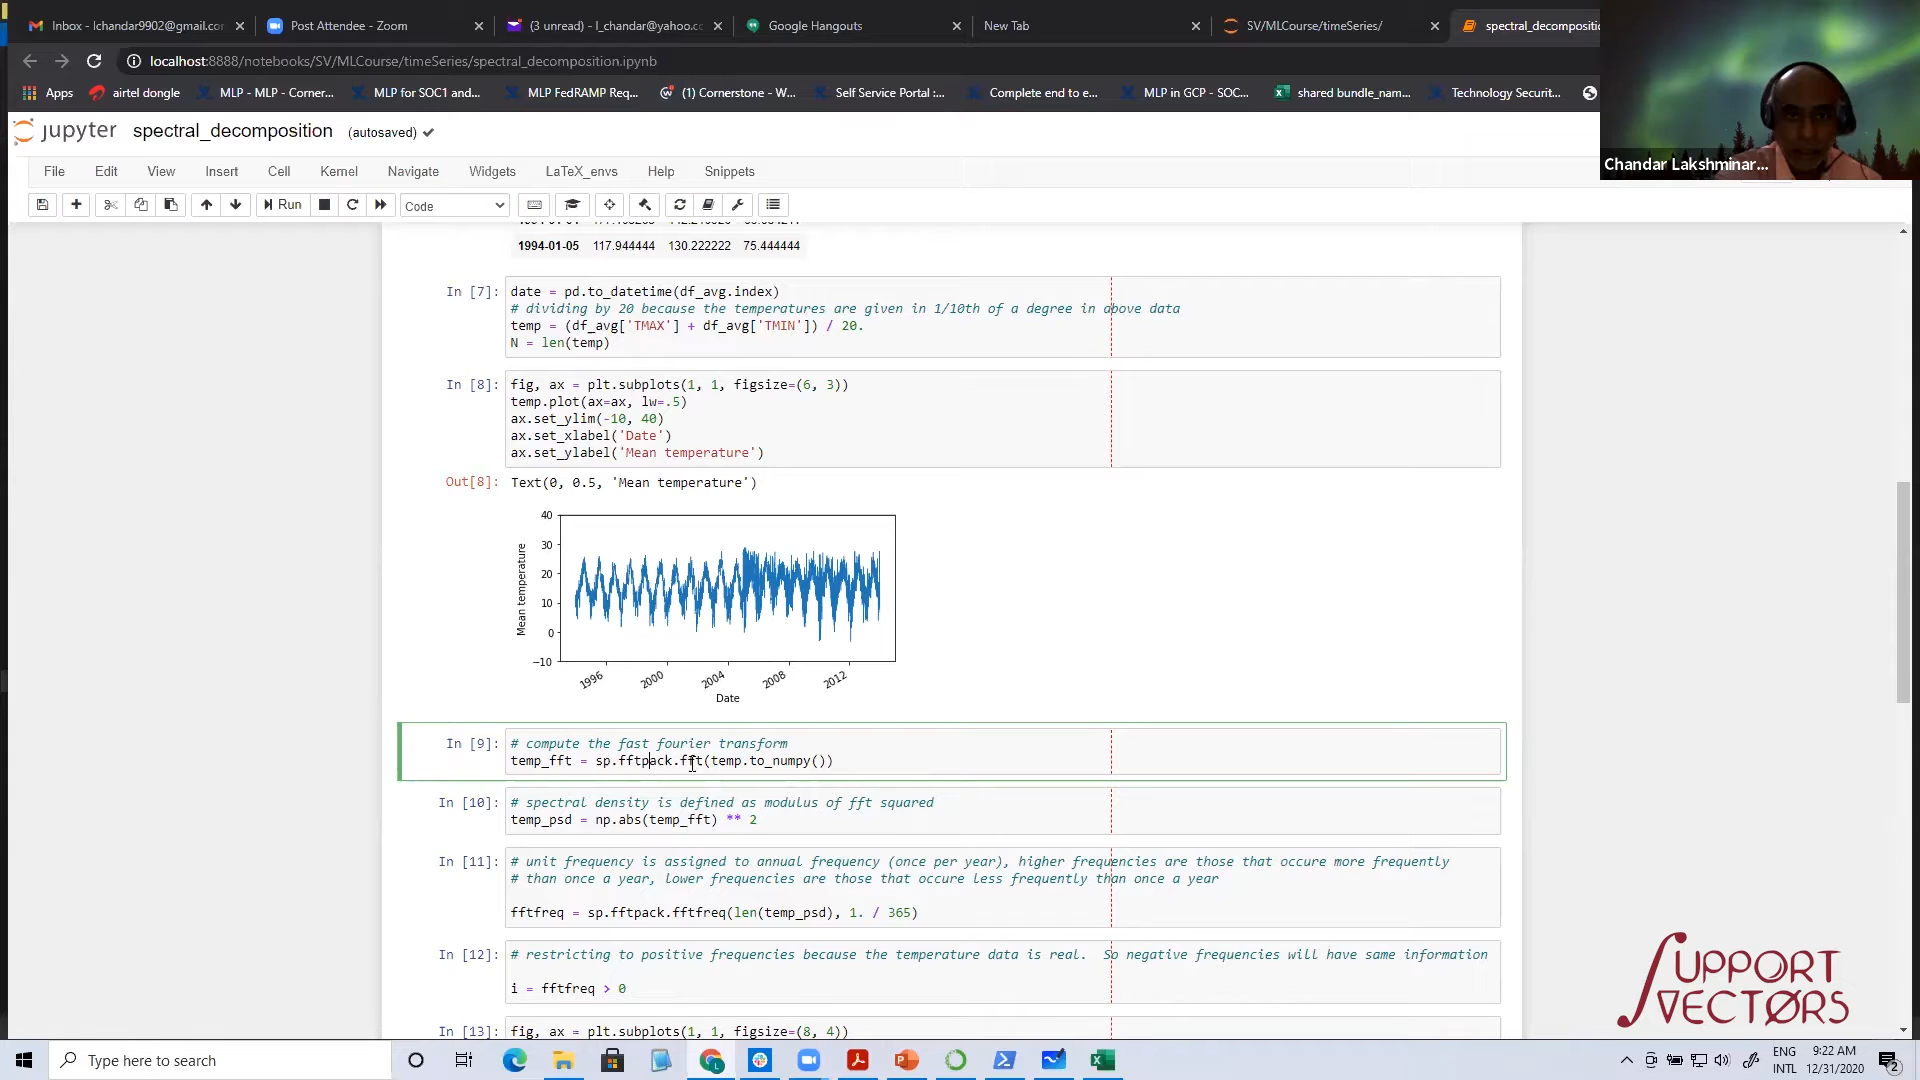 Inbox - lchandar9902@gmail.co
Post Attendee - Zoom
(3 unread) - l_chandar@yahoo.cc
Google Hangouts
New Tab
SV/MLCourse/timeSeries/
spectral_decompositi
localhost:8888/notebooks/SV/MLCourse/timeSeries/spectral_decomposition.ipynb
Apps
airtel dongle
MLP - MLP - Corner...
MLP for SOC1 and...
MLP FedRAMP Req...
(1) Cornerstone - W...
Self Service Portal :...
Complete end to e...
MLP in GCP - SOC...
shared bundle_nam...
Technology Securit...
Chandar Lakshminar...
jupyter spectral_decomposition (autosaved)
File Edit View Insert Cell Kernel Navigate Widgets LaTeX_envs Help Snippets
Run Code
1994-01-05 117.944444 130.222222 75.444444
In [7]: date = pd.to_datetime(df_avg.index)
# dividing by 20 because the temperatures are given in 1/10th of a degree in above data
temp = (df_avg['TMAX'] + df_avg['TMIN']) / 20.
N = len(temp)
In [8]: fig, ax = plt.subplots(1, 1, figsize=(6, 3))
temp.plot(ax=ax, lw=.5)
ax.set_ylim(-10, 40)
ax.set_xlabel('Date')
ax.set_ylabel('Mean temperature')
Out[8]: Text(0, 0.5, 'Mean temperature')
40
30
20
10
0
−10
Mean temperature
1996 2000 2004 2008 2012
Date
In [9]: # compute the fast fourier transform
temp_fft = sp.fftpack.fft(temp.to_numpy())
In [10]: # spectral density is defined as modulus of fft squared
temp_psd = np.abs(temp_fft) ** 2
In [11]: # unit frequency is assigned to annual frequency (once per year), higher frequencies are those that occure more frequently
# than once a year, lower frequencies are those that occure less frequently than once a year
fftfreq = sp.fftpack.fftfreq(len(temp_psd), 1. / 365)
In [12]: # restricting to positive frequencies because the temperature data is real.  So negative frequencies will have same information
i = fftfreq > 0
In [13]: fig, ax = plt.subplots(1, 1, figsize=(8, 4))
SUPPORT
VECTORS
Type here to search
ENG
INTL
9:22 AM
12/31/2020
2